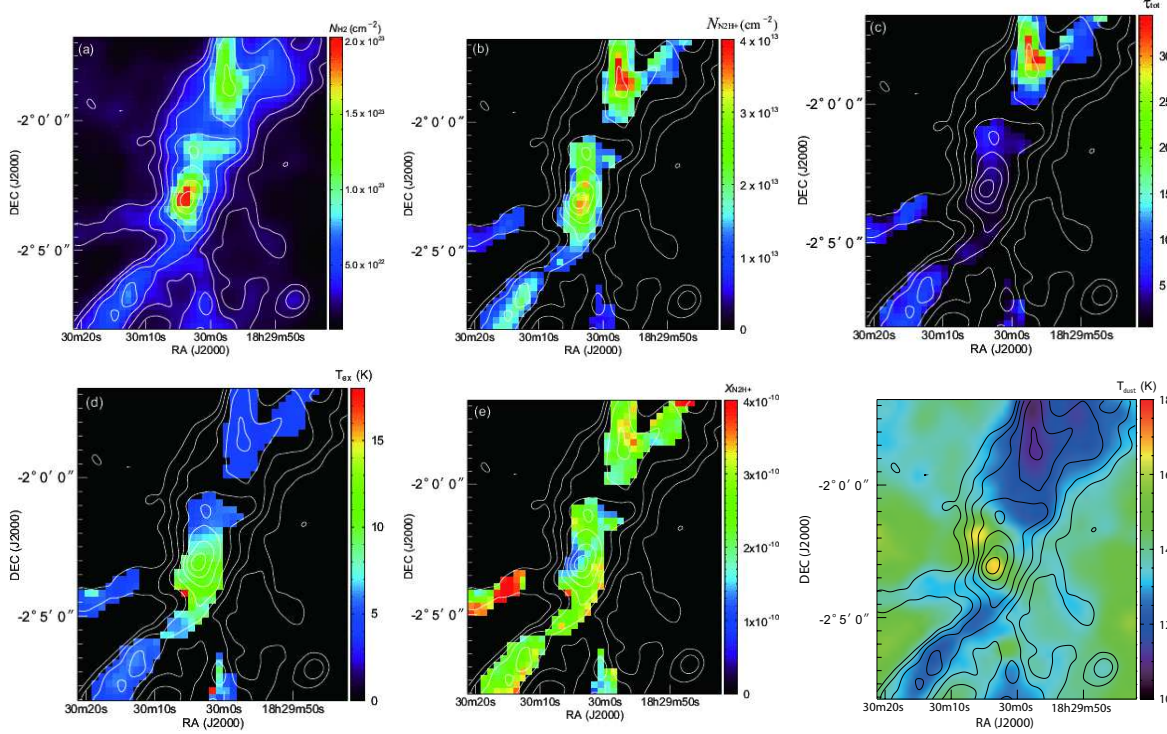 (a) N_H2 (cm^-2)
2.0 x 10^23
1.5 x 10^23
1.0 x 10^23
5.0 x 10^22
-2°0′0″
-2°5′0″
DEC (J2000)
30m20s 30m10s 30m0s 18h29m50s
RA (J2000)
(b) N_N2H+ (cm^-2)
4 x 10^13
3 x 10^13
2 x 10^13
1 x 10^13
0
-2°0′0″
-2°5′0″
DEC (J2000)
30m20s 30m10s 30m0s 18h29m50s
RA (J2000)
(c) τ_tot
30
25
20
15
10
5
-2°0′0″
-2°5′0″
DEC (J2000)
30m20s 30m10s 30m0s 18h29m50s
RA (J2000)
(d) T_ex (K)
15
10
5
0
-2°0′0″
-2°5′0″
DEC (J2000)
30m20s 30m10s 30m0s 18h29m50s
RA (J2000)
(e) X_N2H+
4x10^-10
3x10^-10
2x10^-10
1x10^-10
0
-2°0′0″
-2°5′0″
DEC (J2000)
30m20s 30m10s 30m0s 18h29m50s
RA (J2000)
T_dust (K)
18
17
16
15
14
13
12
11
10
-2°0′0″
-2°5′0″
DEC (J2000)
30m20s 30m10s 30m0s 18h29m50s
RA (J2000)